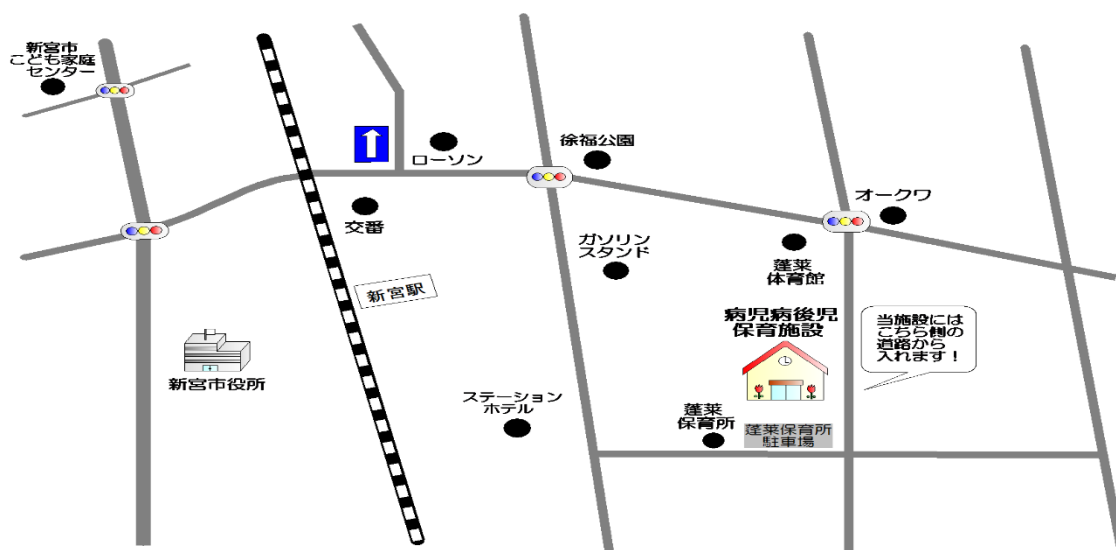 新宮市
こども家庭
センター
ローソン
徐福公園
オークワ
交番
ガソリン
スタンド
蓬莱
体育館
新宮駅
病児病後児
保育施設
当施設には
こちら側の
道路から
入れます！
新宮市役所
ステーション
ホテル
蓬莱
保育所
蓬莱保育所
駐車場